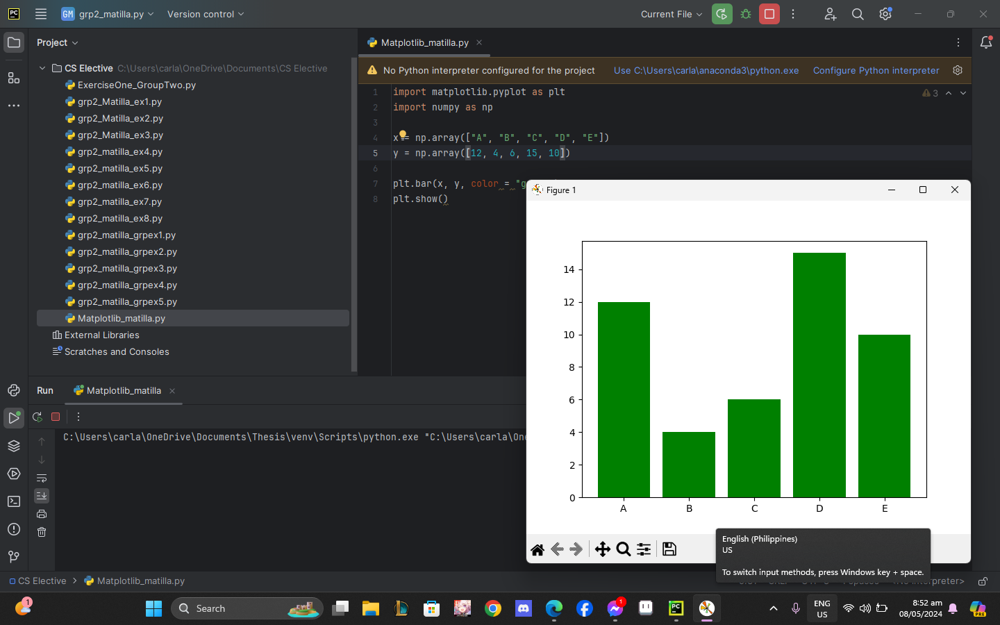 PC GM grp2_matilla.py Version control Current File
Project
CS Elective C:\Users\carla\OneDrive\Documents\CS Elective
ExerciseOne_GroupTwo.py
grp2_Matilla_ex1.py
grp2_Matilla_Ex2.py
grp2_Matilla_Ex3.py
grp2_matilla_ex4.py
grp2_matilla_ex5.py
grp2_matilla_ex6.py
grp2_matilla_ex7.py
grp2_matilla_ex8.py
grp2_matilla_grpex1.py
grp2_matilla_grpex2.py
grp2_matilla_grpex3.py
grp2_matilla_grpex4.py
grp2_matilla_grpex5.py
Matplotlib_matilla.py
External Libraries
Scratches and Consoles
Matplotlib_matilla.py
No Python interpreter configured for the project Use C:\Users\carla\anaconda3\python.exe Configure Python interpreter
1 import matplotlib.pyplot as plt 3
2 import numpy as np
3
4 x = np.array(["A", "B", "C", "D", "E"])
5 y = np.array([12, 4, 6, 15, 10])
6
7 plt.bar(x, y, color = "g
8 plt.show()
Figure 1
14
12
10
8
6
4
2
0
A B C D E
Run Matplotlib_matilla
C:\Users\carla\OneDrive\Documents\Thesis\venv\Scripts\python.exe "C:\Users\carla\One
English (Philippines)
US
To switch input methods, press Windows key + space.
CS Elective > Matplotlib_matilla.py
1 Search 1 PC ENG US 8:52 am 08/05/2024 PRE